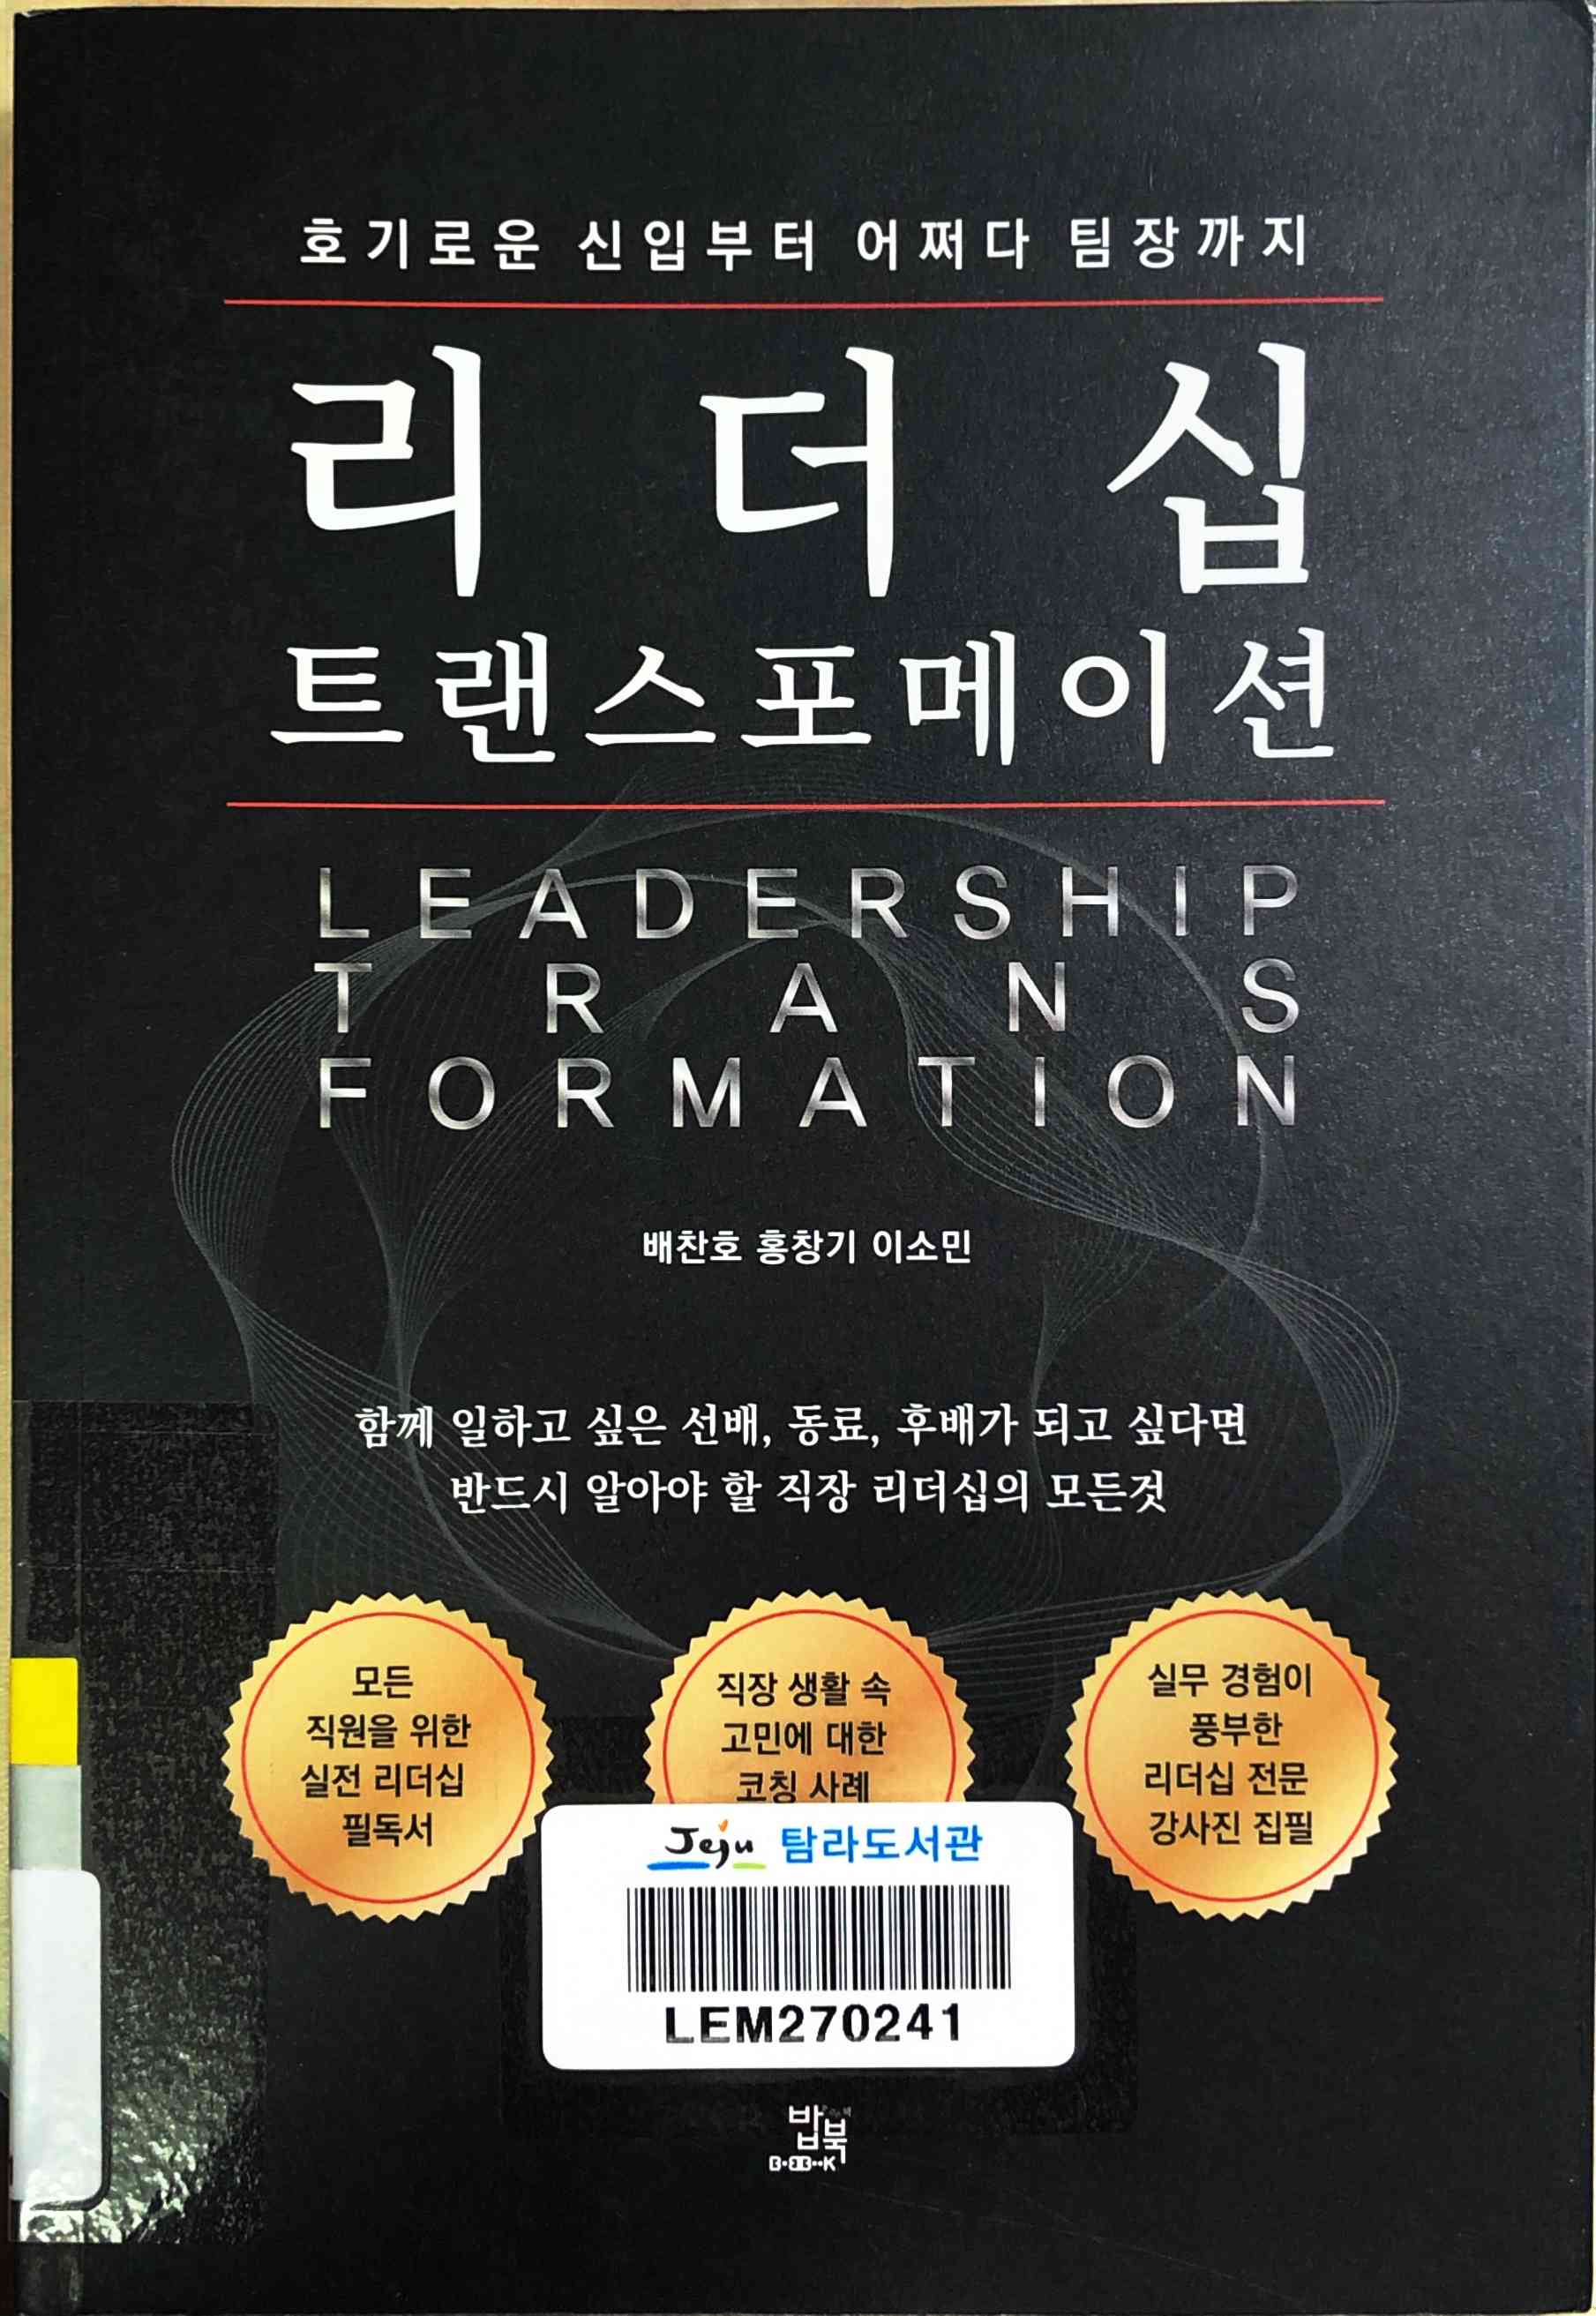 호기로운 신입부터 어쩌다 팀장까지
리더십
트랜스포메이션
LEADERSHIP
TRANS
FORMATION
배찬호 홍창기 이소민
함께 일하고 싶은 선배, 동료, 후배가 되고 싶다면
반드시 알아야 할 직장 리더십의 모든것
모든
직원을 위한
실전 리더십
필독서
직장 생활 속
고민에 대한
코칭 사례
실무 경험이
풍부한
리더십 전문
강사진 집필
Jeju 탐라도서관
LEM270241
밥북